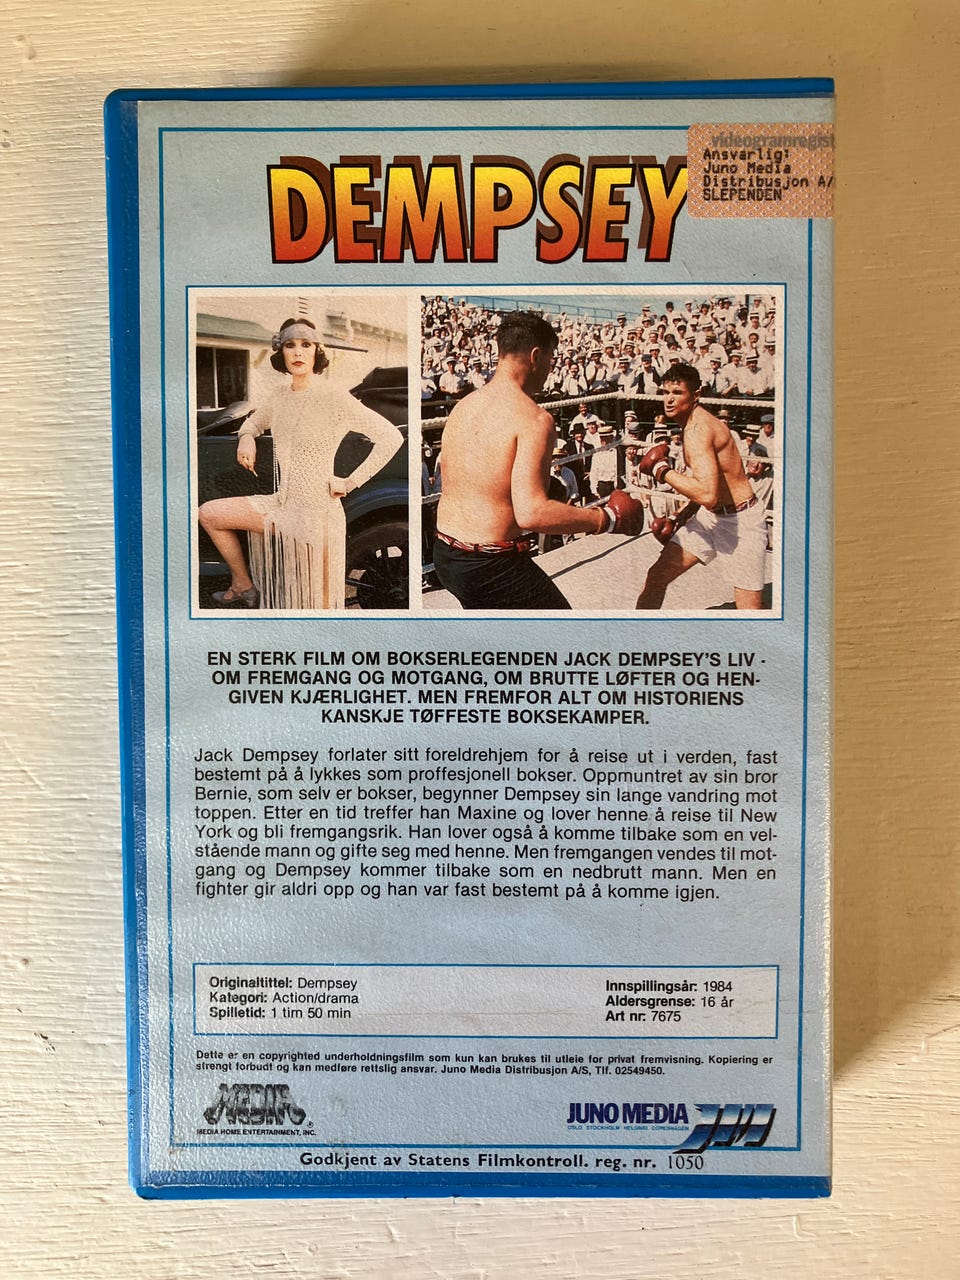 DEMPSEY
videogramregist
Ansvarlig:
Juno Media
Distribusjon A/
SLEPENDEN
EN STERK FILM OM BOKSERLEGENDEN JACK DEMPSEY'S LIV -
OM FREMGANG OG MOTGANG, OM BRUTTE LØFTER OG HEN-
GIVEN KJÆRLIGHET. MEN FREMFOR ALT OM HISTORIENS
KANSKJE TØFFESTE BOKSEKAMPER.
Jack Dempsey forlater sitt foreldrehjem for å reise ut i verden, fast
bestemt på å lykkes som proffesjonell bokser. Oppmuntret av sin bror
Bernie, som selv er bokser, begynner Dempsey sin lange vandring mot
toppen. Etter en tid treffer han Maxine og lover henne å reise til New
York og bli fremgangsrik. Han lover også å komme tilbake som en vel-
stående mann og gifte seg med henne. Men fremgangen vendes til mot-
gang og Dempsey kommer tilbake som en nedbrutt mann. Men en
fighter gir aldri opp og han var fast bestemt på å komme igjen.
Originaltittel: Dempsey
Kategori: Action/drama
Spilletid: 1 tim 50 min
Innspillingsår: 1984
Aldersgrense: 16 år
Art nr: 7675
Dette er en copyrighted underholdningsfilm som kun kan brukes til utleie for privat fremvisning. Kopiering er
strengt forbudt og kan medføre rettslig ansvar. Juno Media Distribusjon A/S, Tlf. 02549450.
MEDIA
MEDIA HOME ENTERTAINMENT, INC.
JUNO MEDIA
OSLO STOCKHOLM HELSINKI COPENHAGEN
Godkjent av Statens Filmkontroll. reg. nr. 1050